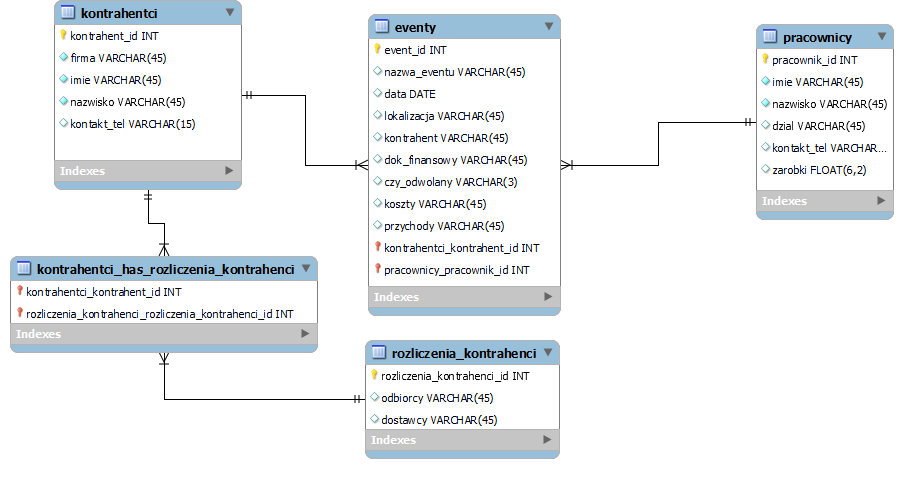 kontrahentci
kontrahent_id INT
firma VARCHAR(45)
imie VARCHAR(45)
nazwisko VARCHAR(45)
kontakt_tel VARCHAR(15)
Indexes
eventy
event_id INT
nazwa_eventu VARCHAR(45)
data DATE
lokalizacja VARCHAR(45)
kontrahent VARCHAR(45)
dok_finansowy VARCHAR(45)
czy_odwolany VARCHAR(3)
koszty VARCHAR(45)
przychody VARCHAR(45)
kontrahentci_kontrahent_id INT
pracownicy_pracownik_id INT
Indexes
pracownicy
pracownik_id INT
imie VARCHAR(45)
nazwisko VARCHAR(45)
dzial VARCHAR(45)
kontakt_tel VARCHAR...
zarobki FLOAT(6,2)
Indexes
kontrahentci_has_rozliczenia_kontrahenci
kontrahentci_kontrahent_id INT
rozliczenia_kontrahenci_rozliczenia_kontrahenci_id INT
Indexes
rozliczenia_kontrahenci
rozliczenia_kontrahenci_id INT
odbiorcy VARCHAR(45)
dostawcy VARCHAR(45)
Indexes